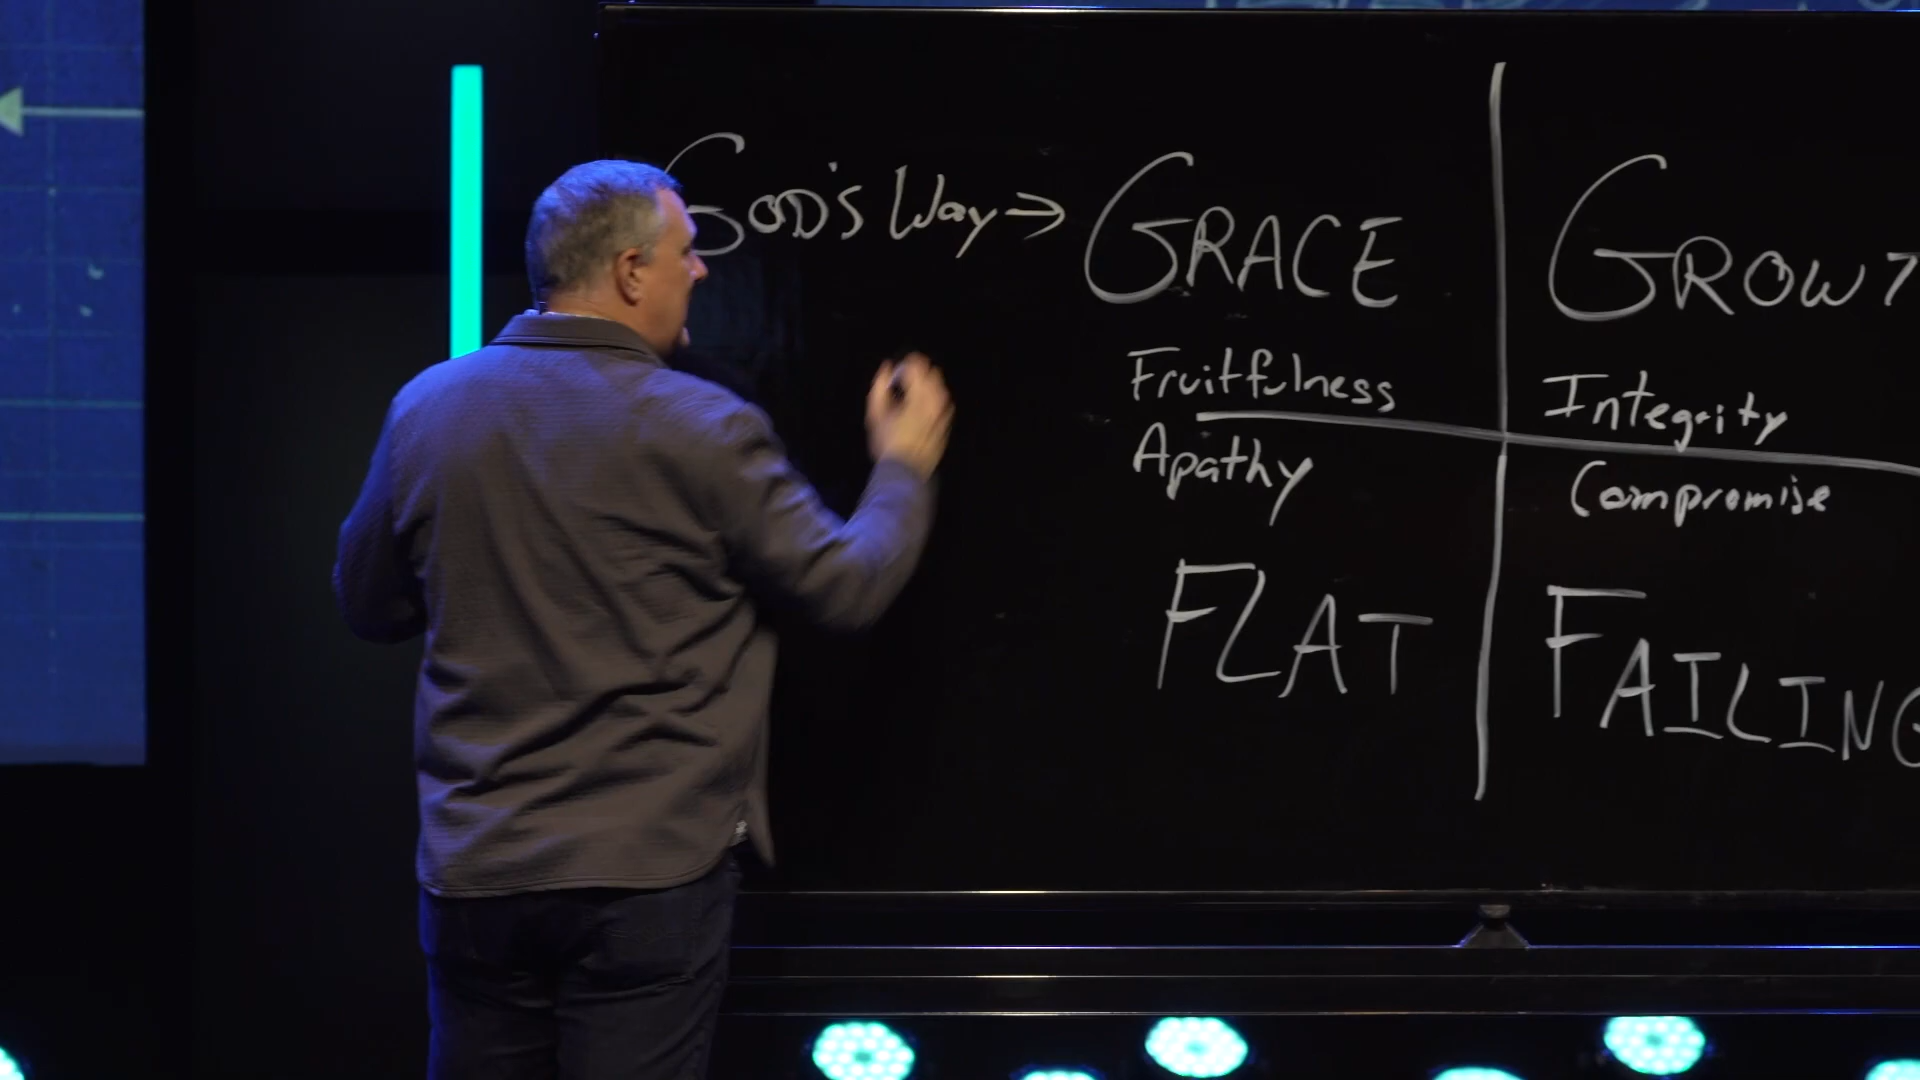 GOD'S Way → GRACE
Fruitfulness
Apathy
FLAT
GROWT
Integrity
Compromise
FAILING